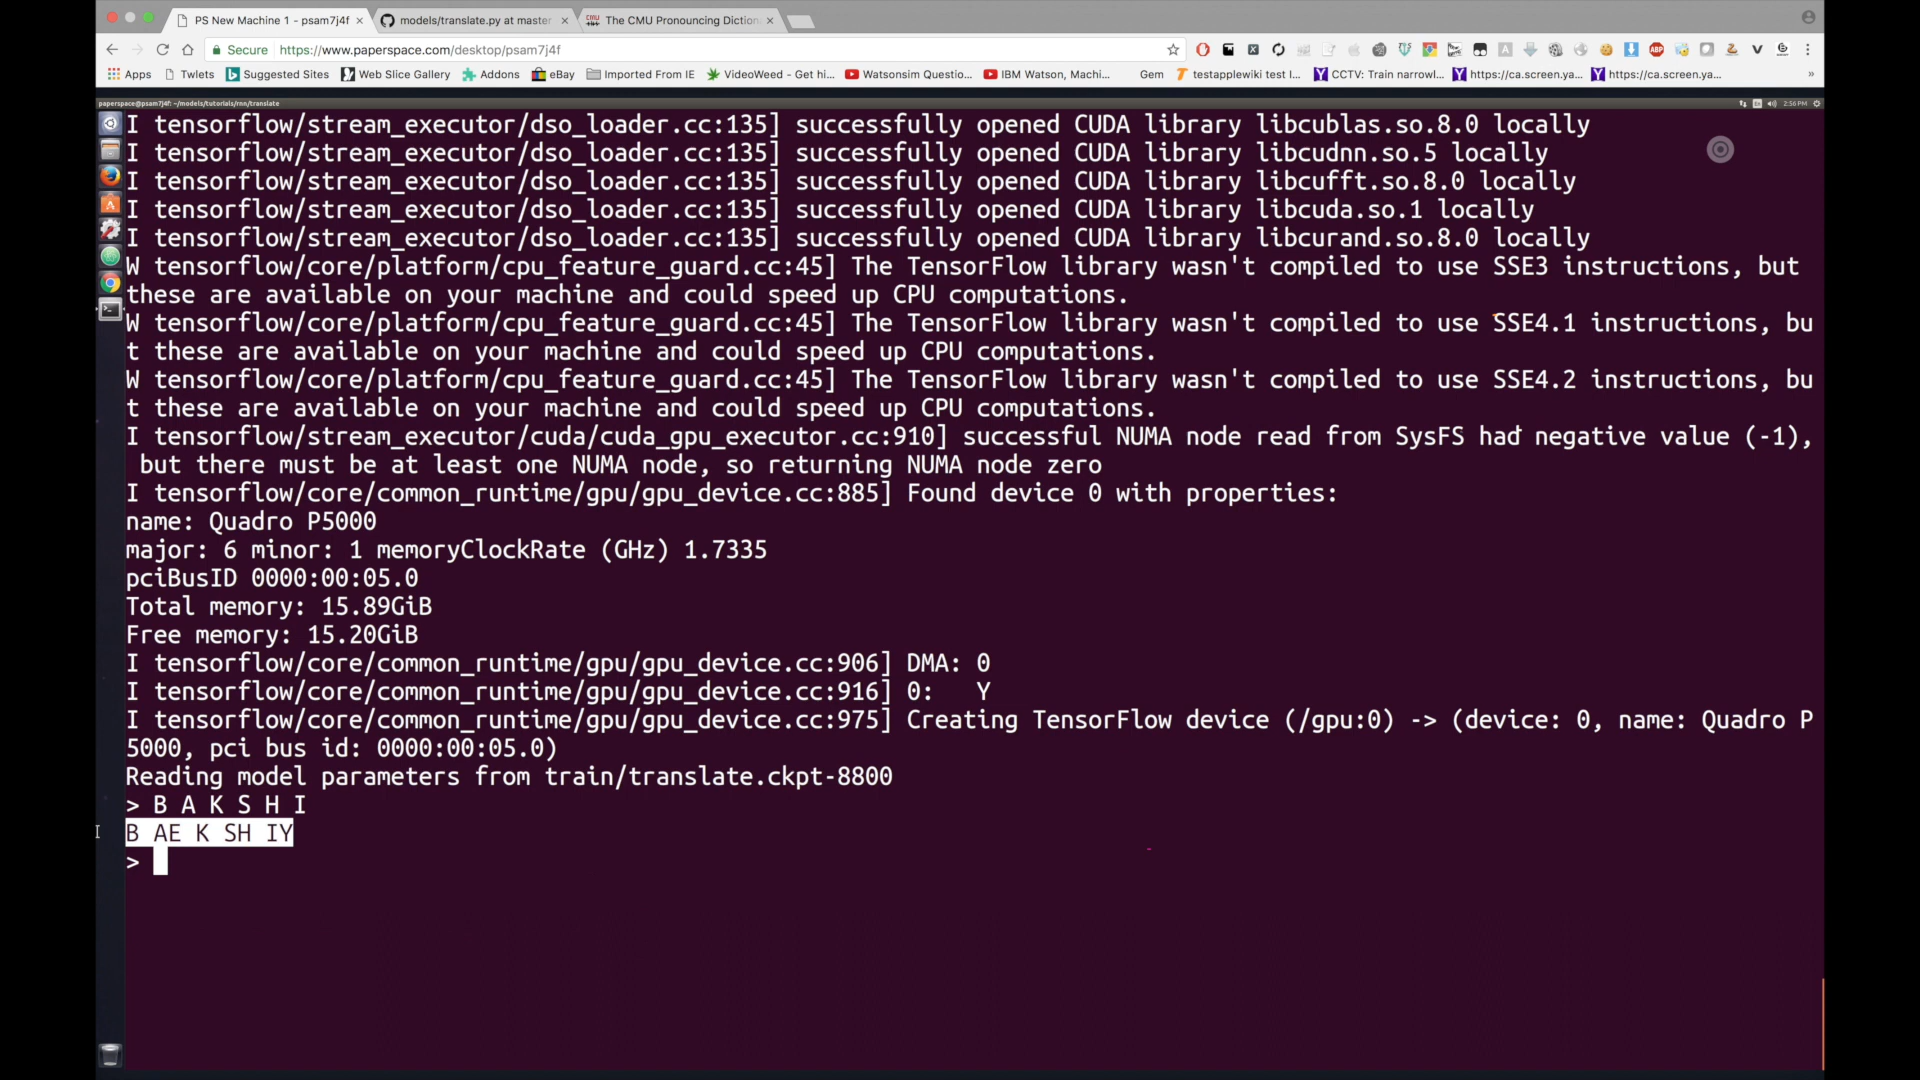 PS New Machine 1 - psam7j4f
models/translate.py at master
The CMU Pronouncing Diction
Secure https://www.paperspace.com/desktop/psam7j4f
Apps Twlets Suggested Sites Web Slice Gallery Addons eBay Imported From IE VideoWeed - Get hi... Watsonsim Questio... IBM Watson, Machi... Gem testapplewiki test I... CCTV: Train narrowl... https://ca.screen.ya... https://ca.screen.ya... »
paperspace@psam7j4f: ~/models/tutorials/rnn/translate
2:56 PM
I tensorflow/stream_executor/dso_loader.cc:135] successfully opened CUDA library libcublas.so.8.0 locally
I tensorflow/stream_executor/dso_loader.cc:135] successfully opened CUDA library libcudnn.so.5 locally
I tensorflow/stream_executor/dso_loader.cc:135] successfully opened CUDA library libcufft.so.8.0 locally
I tensorflow/stream_executor/dso_loader.cc:135] successfully opened CUDA library libcuda.so.1 locally
I tensorflow/stream_executor/dso_loader.cc:135] successfully opened CUDA library libcurand.so.8.0 locally
W tensorflow/core/platform/cpu_feature_guard.cc:45] The TensorFlow library wasn't compiled to use SSE3 instructions, but
these are available on your machine and could speed up CPU computations.
W tensorflow/core/platform/cpu_feature_guard.cc:45] The TensorFlow library wasn't compiled to use SSE4.1 instructions, bu
t these are available on your machine and could speed up CPU computations.
W tensorflow/core/platform/cpu_feature_guard.cc:45] The TensorFlow library wasn't compiled to use SSE4.2 instructions, bu
t these are available on your machine and could speed up CPU computations.
I tensorflow/stream_executor/cuda/cuda_gpu_executor.cc:910] successful NUMA node read from SysFS had negative value (-1),
but there must be at least one NUMA node, so returning NUMA node zero
I tensorflow/core/common_runtime/gpu/gpu_device.cc:885] Found device 0 with properties:
name: Quadro P5000
major: 6 minor: 1 memoryClockRate (GHz) 1.7335
pciBusID 0000:00:05.0
Total memory: 15.89GiB
Free memory: 15.20GiB
I tensorflow/core/common_runtime/gpu/gpu_device.cc:906] DMA: 0
I tensorflow/core/common_runtime/gpu/gpu_device.cc:916] 0:   Y
I tensorflow/core/common_runtime/gpu/gpu_device.cc:975] Creating TensorFlow device (/gpu:0) -> (device: 0, name: Quadro P
5000, pci bus id: 0000:00:05.0)
Reading model parameters from train/translate.ckpt-8800
> B A K S H I
B AE K SH IY
>